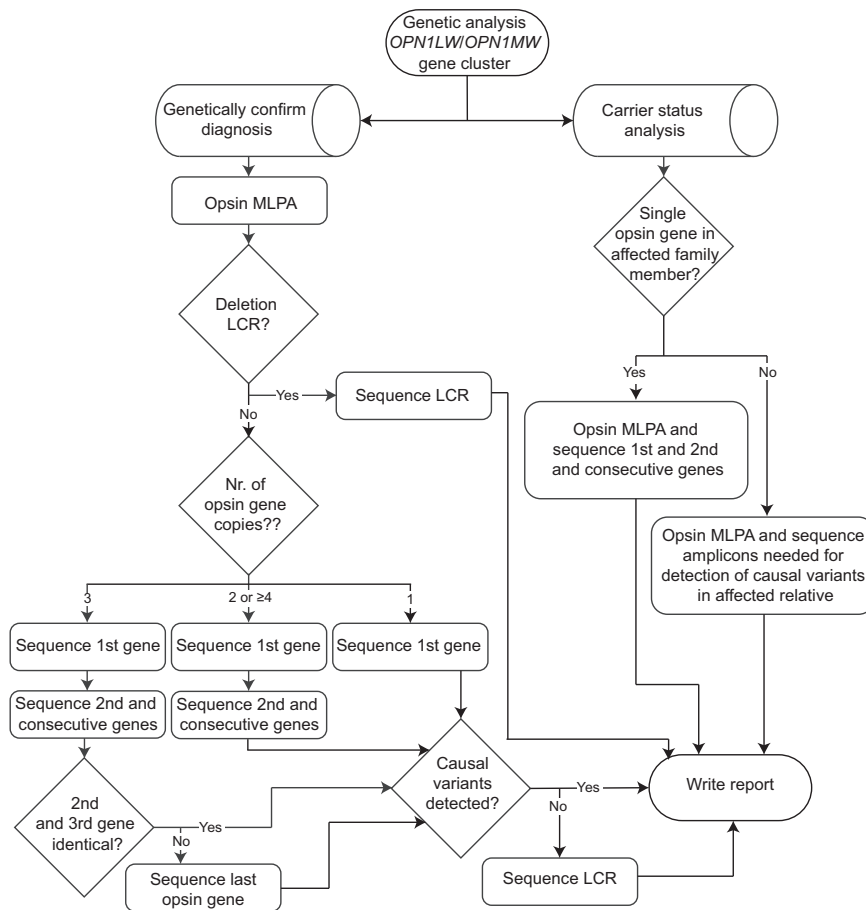 Genetic analysis
OPN1LW/OPN1MW
gene cluster
Genetically confirm
diagnosis
Carrier status
analysis
Opsin MLPA
Single
opsin gene in
affected family
member?
Deletion
LCR?
Yes
No
Yes
Sequence LCR
No
Opsin MLPA and
sequence 1st and 2nd
and consecutive genes
Nr. of
opsin gene
copies??
Opsin MLPA and sequence
amplicons needed for
detection of causal variants
in affected relative
3
2 or ≥4
1
Sequence 1st gene
Sequence 1st gene
Sequence 1st gene
Sequence 2nd and
consecutive genes
Sequence 2nd and
consecutive genes
Causal
variants
detected?
Yes
Write report
No
2nd
and 3rd gene
identical?
Yes
No
Sequence last
opsin gene
Sequence LCR